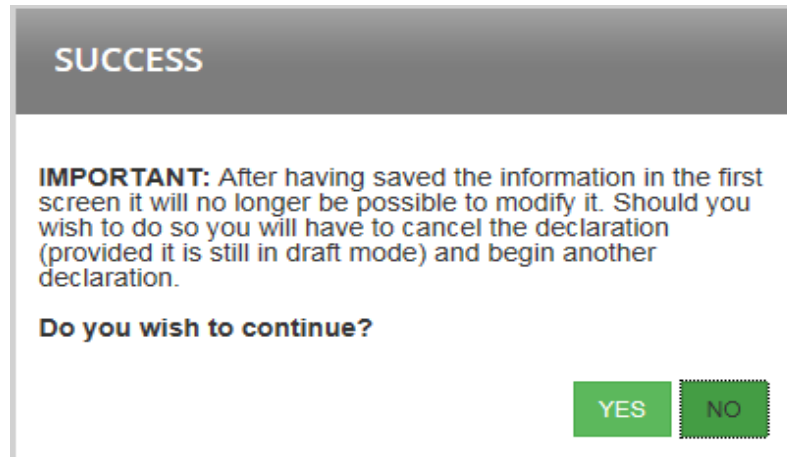 SUCCESS
IMPORTANT: After having saved the information in the first
screen it will no longer be possible to modify it. Should you
wish to do so you will have to cancel the declaration
(provided it is still in draft mode) and begin another
declaration.
Do you wish to continue?
YES NO